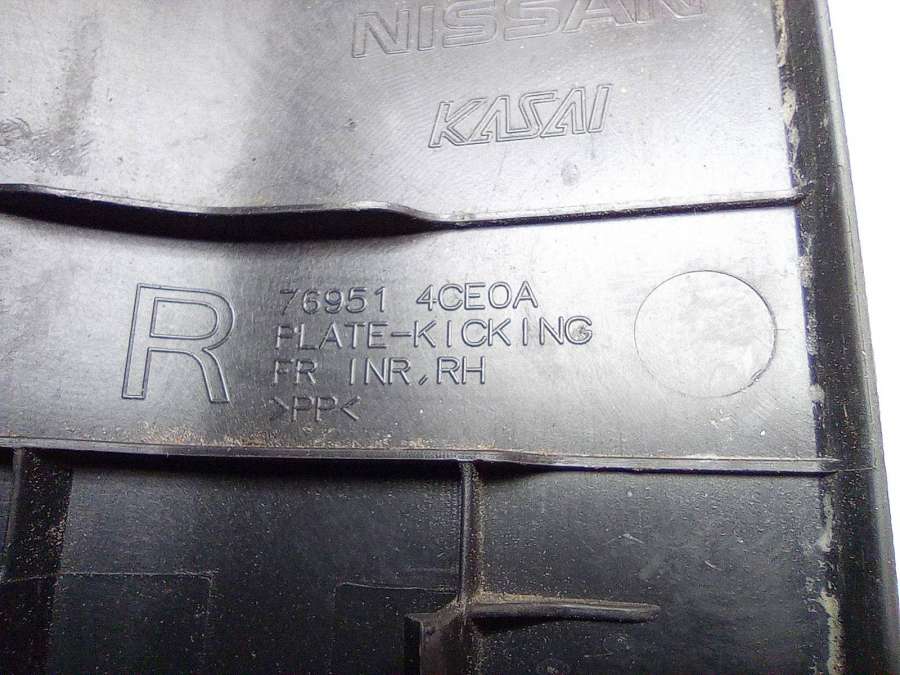 NISSAN
KASAI
R
76951 4CE0A
PLATE-KICKING
FR INR,RH
>PP<